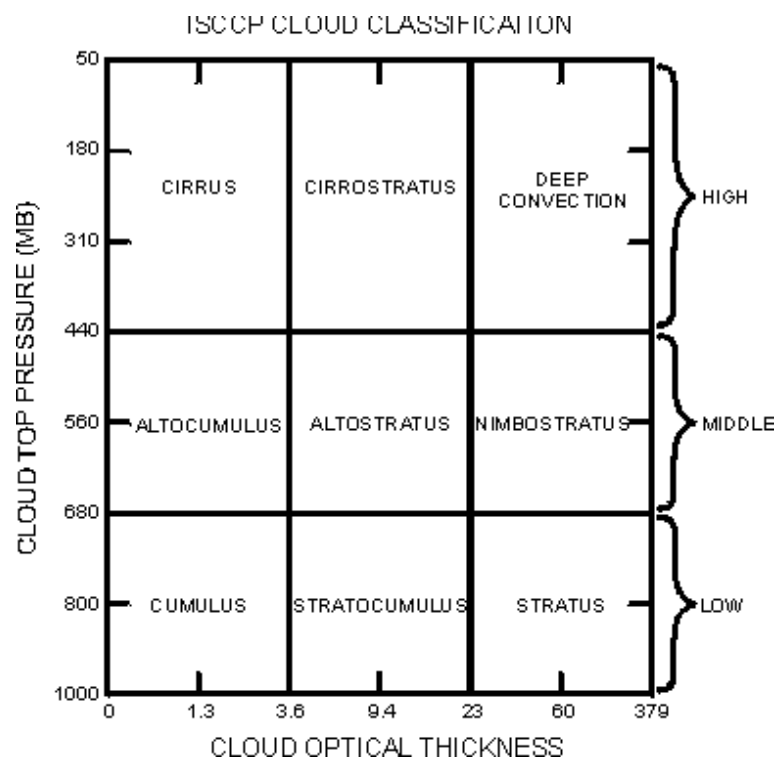 ISCCP CLOUD CLASSIFICATION
50
180
310
440
560
680
800
1000
CLOUD TOP PRESSURE (MB)
CIRRUS
CIRROSTRATUS
DEEP
CONVECTION
HIGH
ALTOCUMULUS
ALTOSTRATUS
NIMBOSTRATUS
MIDDLE
CUMULUS
STRATOCUMULUS
STRATUS
LOW
0 1.3 3.6 9.4 23 60 379
CLOUD OPTICAL THICKNESS